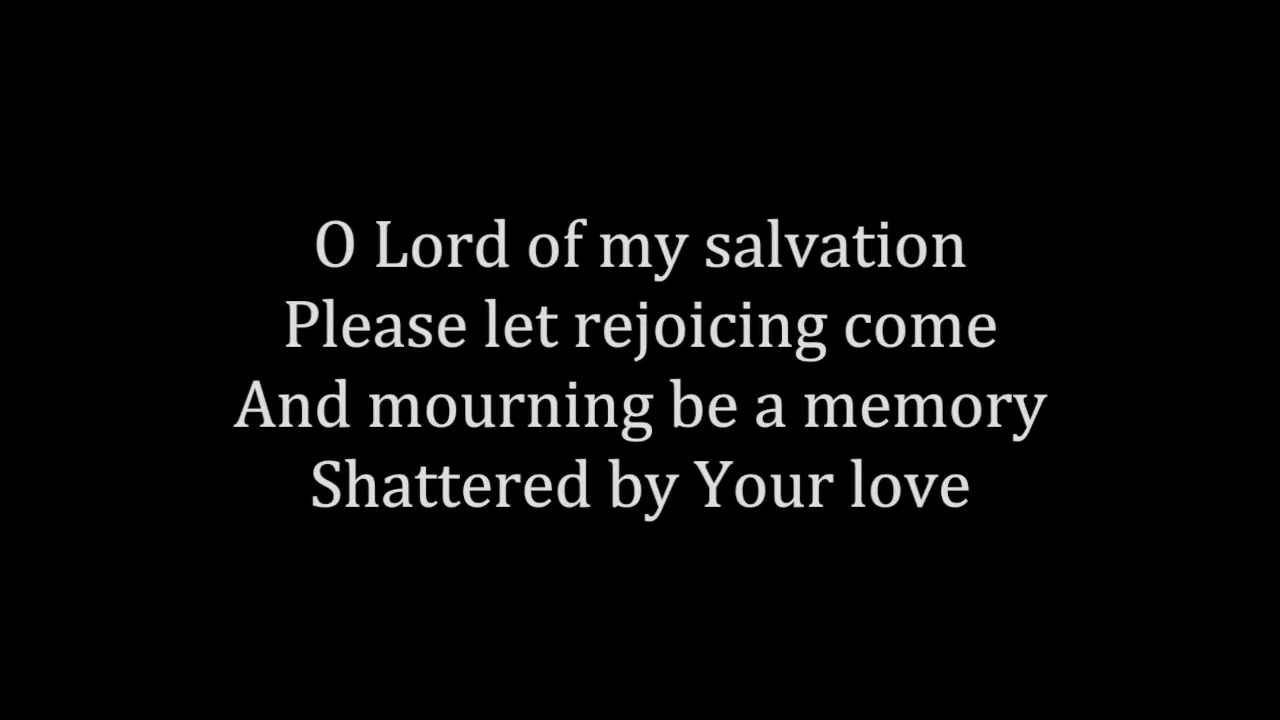 O Lord of my salvation
Please let rejoicing come
And mourning be a memory
Shattered by Your love